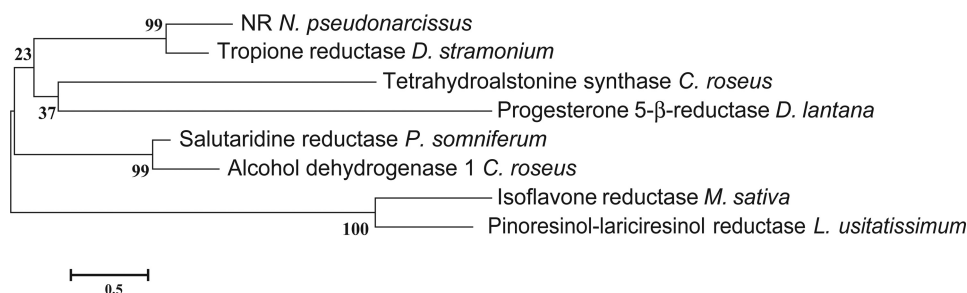 99 NR N. pseudonarcissus
Tropione reductase D. stramonium
23
Tetrahydroalstonine synthase C. roseus
37 Progesterone 5-β-reductase D. lantana
Salutaridine reductase P. somniferum
99 Alcohol dehydrogenase 1 C. roseus
Isoflavone reductase M. sativa
100 Pinoresinol-lariciresinol reductase L. usitatissimum
0.5